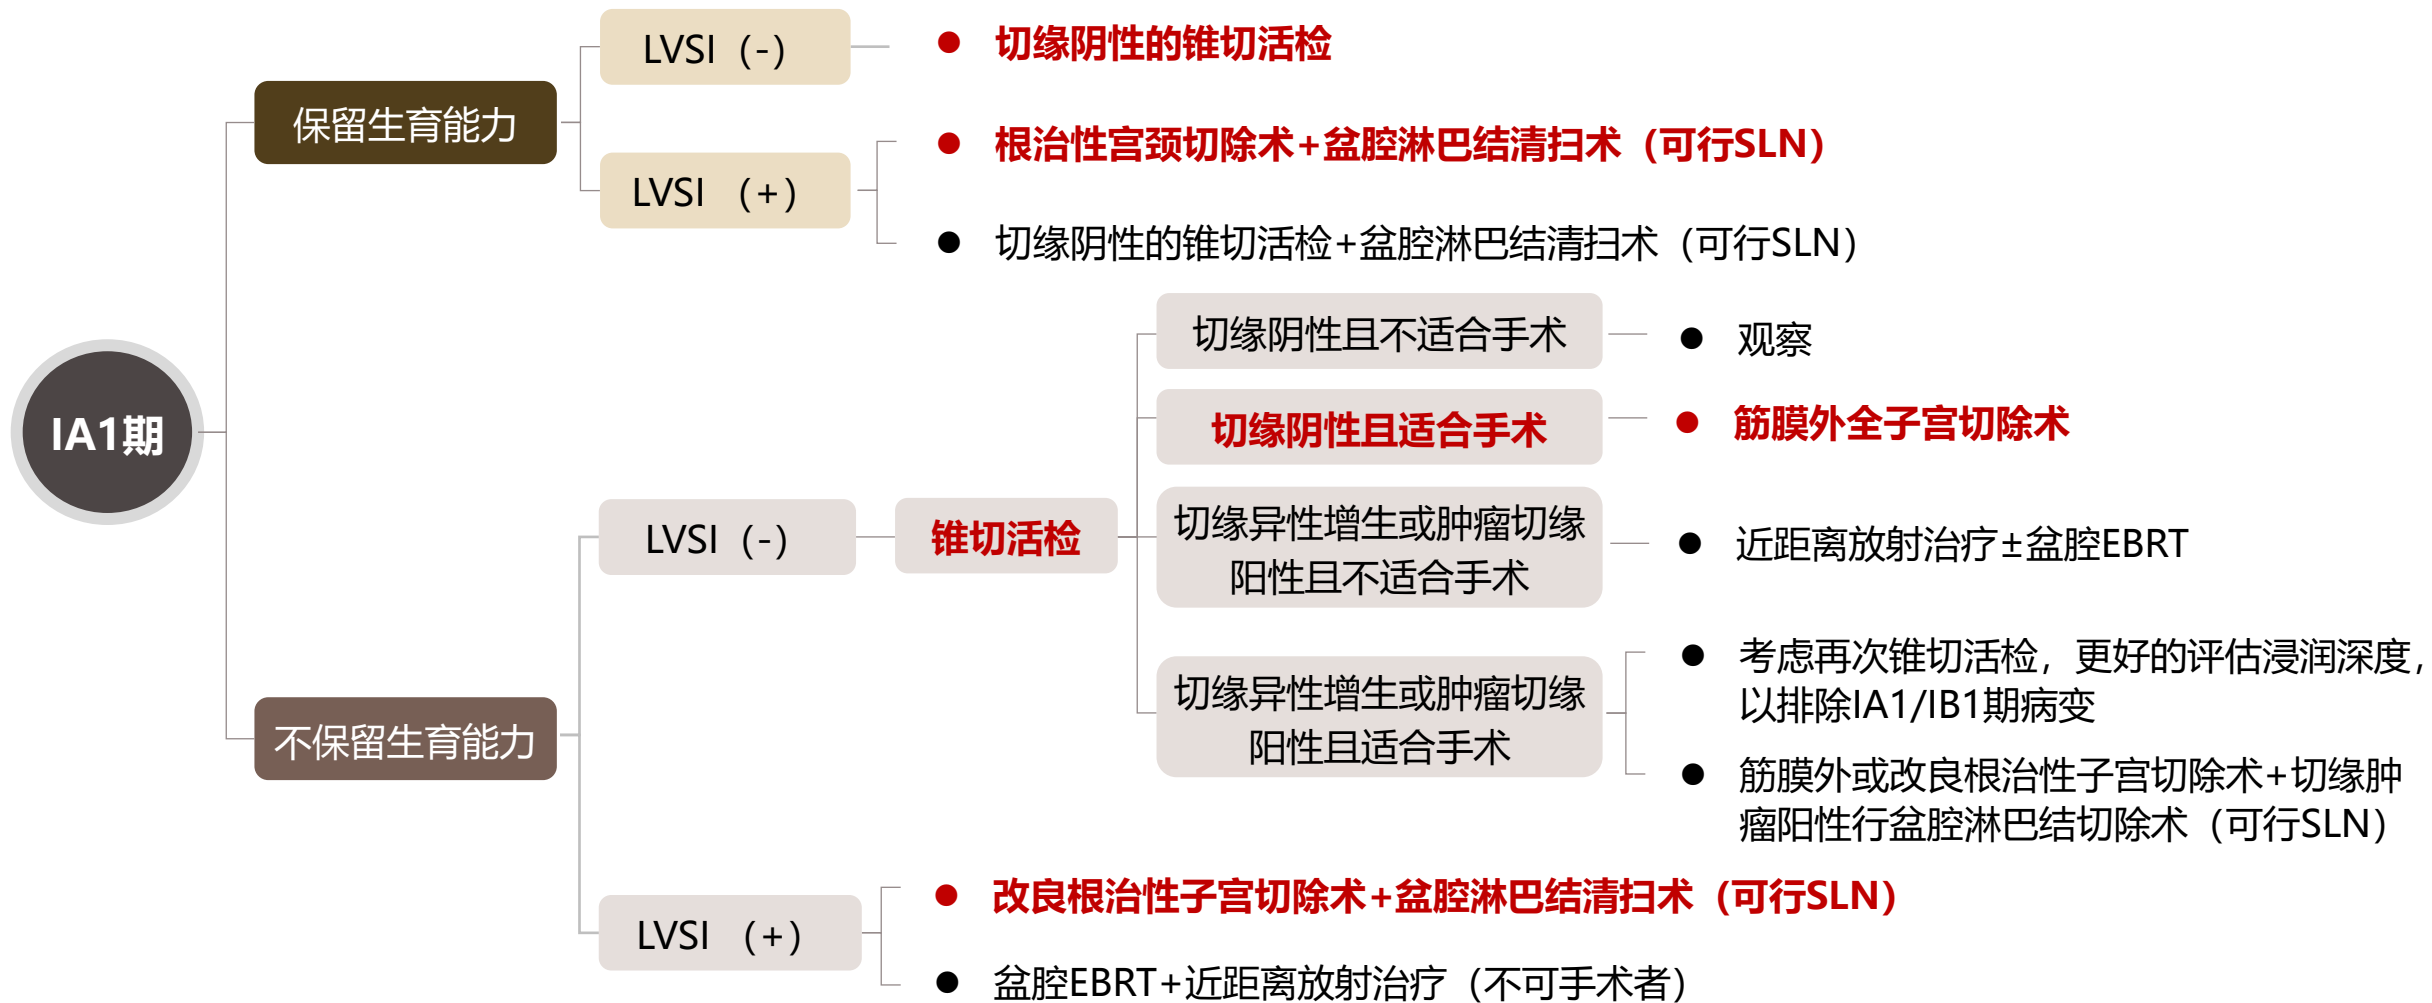 IA1期
保留生育能力
LVSI（-）
切缘阴性的锥切活检
LVSI （+）
根治性宫颈切除术+盆腔淋巴结清扫术（可行SLN）
切缘阴性的锥切活检+盆腔淋巴结清扫术（可行SLN）
不保留生育能力
LVSI（-）
锥切活检
切缘阴性且不适合手术
观察
切缘阴性且适合手术
筋膜外全子宫切除术
切缘异性增生或肿瘤切缘
阳性且不适合手术
近距离放射治疗±盆腔EBRT
切缘异性增生或肿瘤切缘
阳性且适合手术
考虑再次锥切活检，更好的评估浸润深度，
以排除IA1/IB1期病变
筋膜外或改良根治性子宫切除术+切缘肿
瘤阳性行盆腔淋巴结切除术（可行SLN）
LVSI （+）
改良根治性子宫切除术+盆腔淋巴结清扫术（可行SLN）
盆腔EBRT+近距离放射治疗（不可手术者）